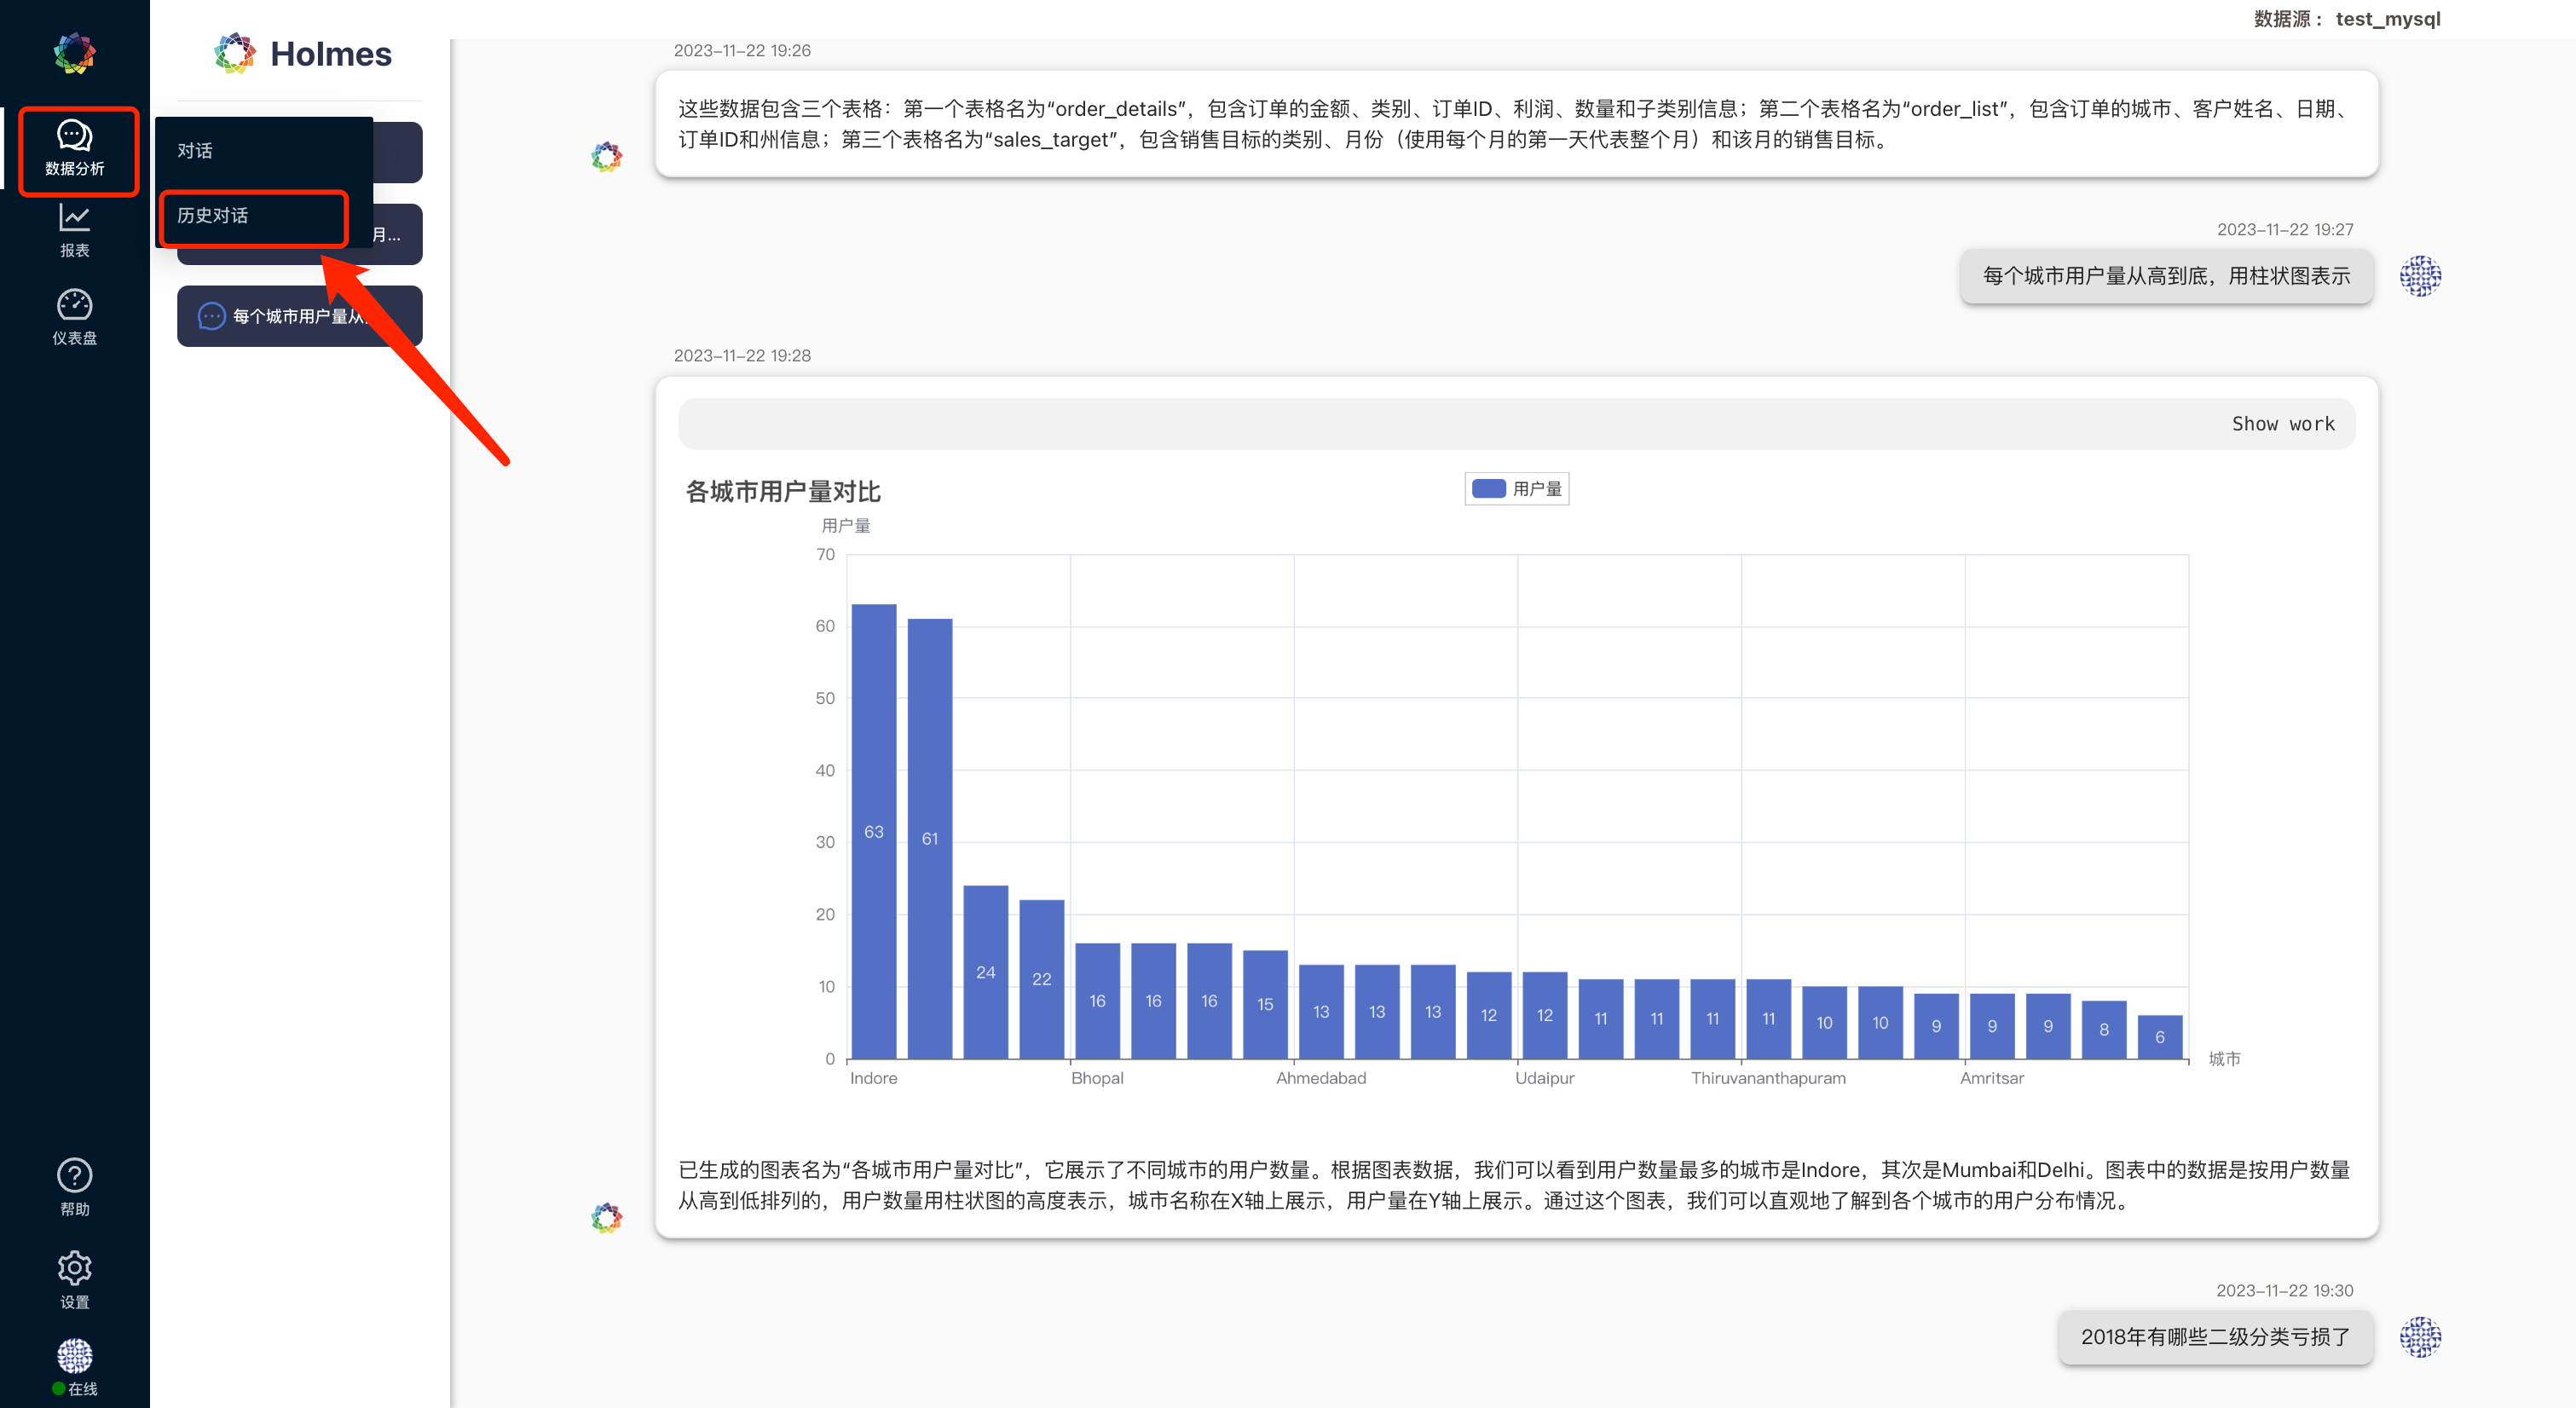 数据源： test_mysql
Holmes
数据分析
报表
仪表盘
帮助
设置
在线
对话
历史对话
月...
每个城市用户量从
2023-11-22 19:26
这些数据包含三个表格：第一个表格名为“order_details”，包含订单的金额、类别、订单ID、利润、数量和子类别信息；第二个表格名为“order_list”，包含订单的城市、客户姓名、日期、
订单ID和州信息；第三个表格名为“sales_target”，包含销售目标的类别、月份（使用每个月的第一天代表整个月）和该月的销售目标。
2023-11-22 19:27
每个城市用户量从高到底，用柱状图表示
2023-11-22 19:28
Show work
各城市用户量对比
用户量
用户量
70
60
50
40
30
20
10
0
63 61 24 22 16 16 16 15 13 13 13 12 12 11 11 11 11 10 10 9 9 9 8 6
城市
Indore Bhopal Ahmedabad Udaipur Thiruvananthapuram Amritsar
已生成的图表名为“各城市用户量对比”，它展示了不同城市的用户数量。根据图表数据，我们可以看到用户数量最多的城市是Indore，其次是Mumbai和Delhi。图表中的数据是按用户数量
从高到低排列的，用户数量用柱状图的高度表示，城市名称在X轴上展示，用户量在Y轴上展示。通过这个图表，我们可以直观地了解到各个城市的用户分布情况。
2023-11-22 19:30
2018年有哪些二级分类亏损了